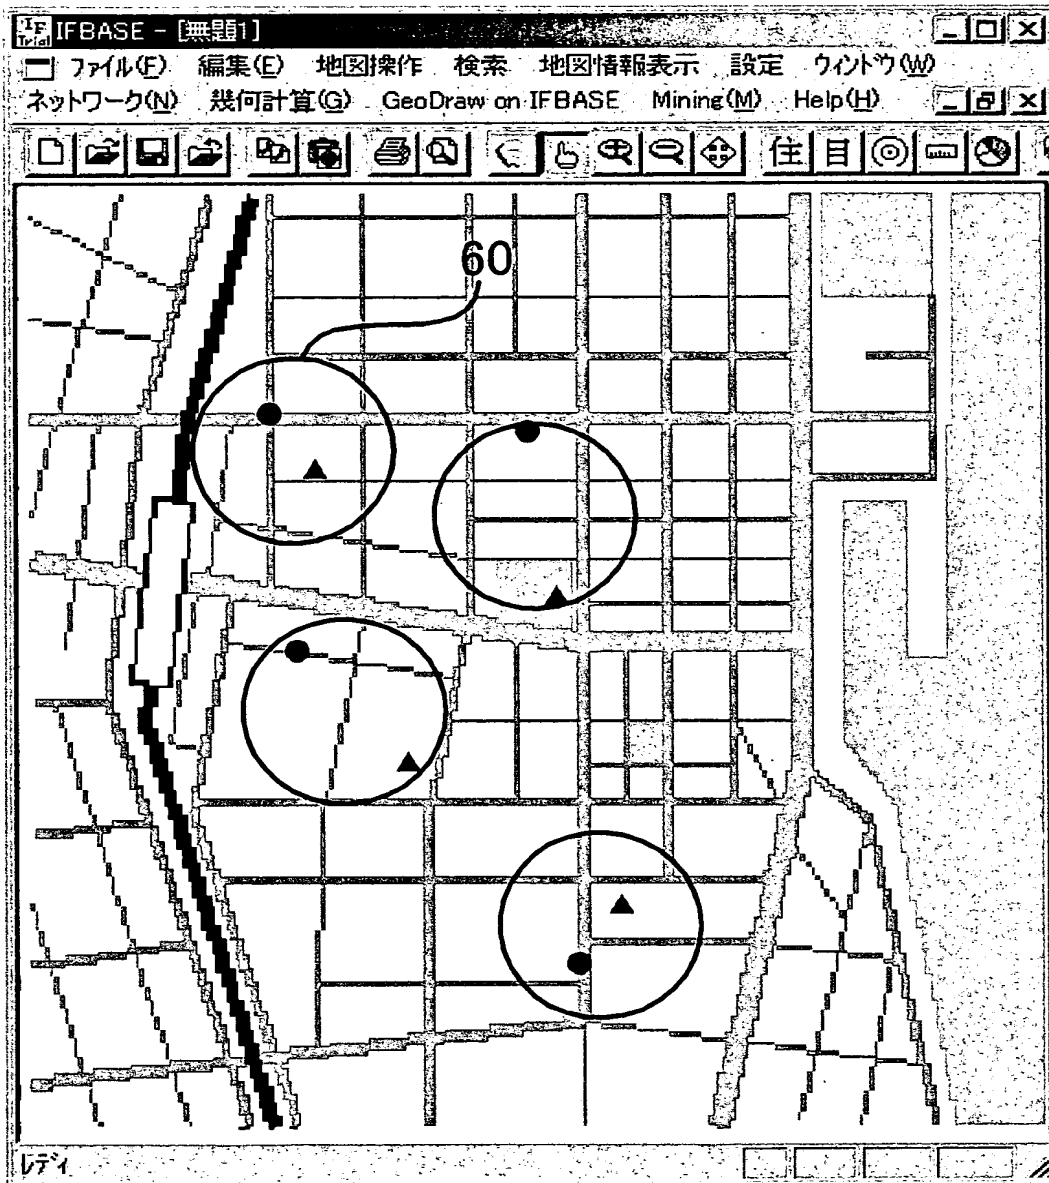 IF Trial IFBASE - [無題1]
ファイル(F) 編集(E) 地図操作 検索 地図情報表示 設定 ウィンドウ(W)
ネットワーク(N) 幾何計算(G) GeoDraw on IFBASE Mining(M) Help(H)
住 目
60
レディ